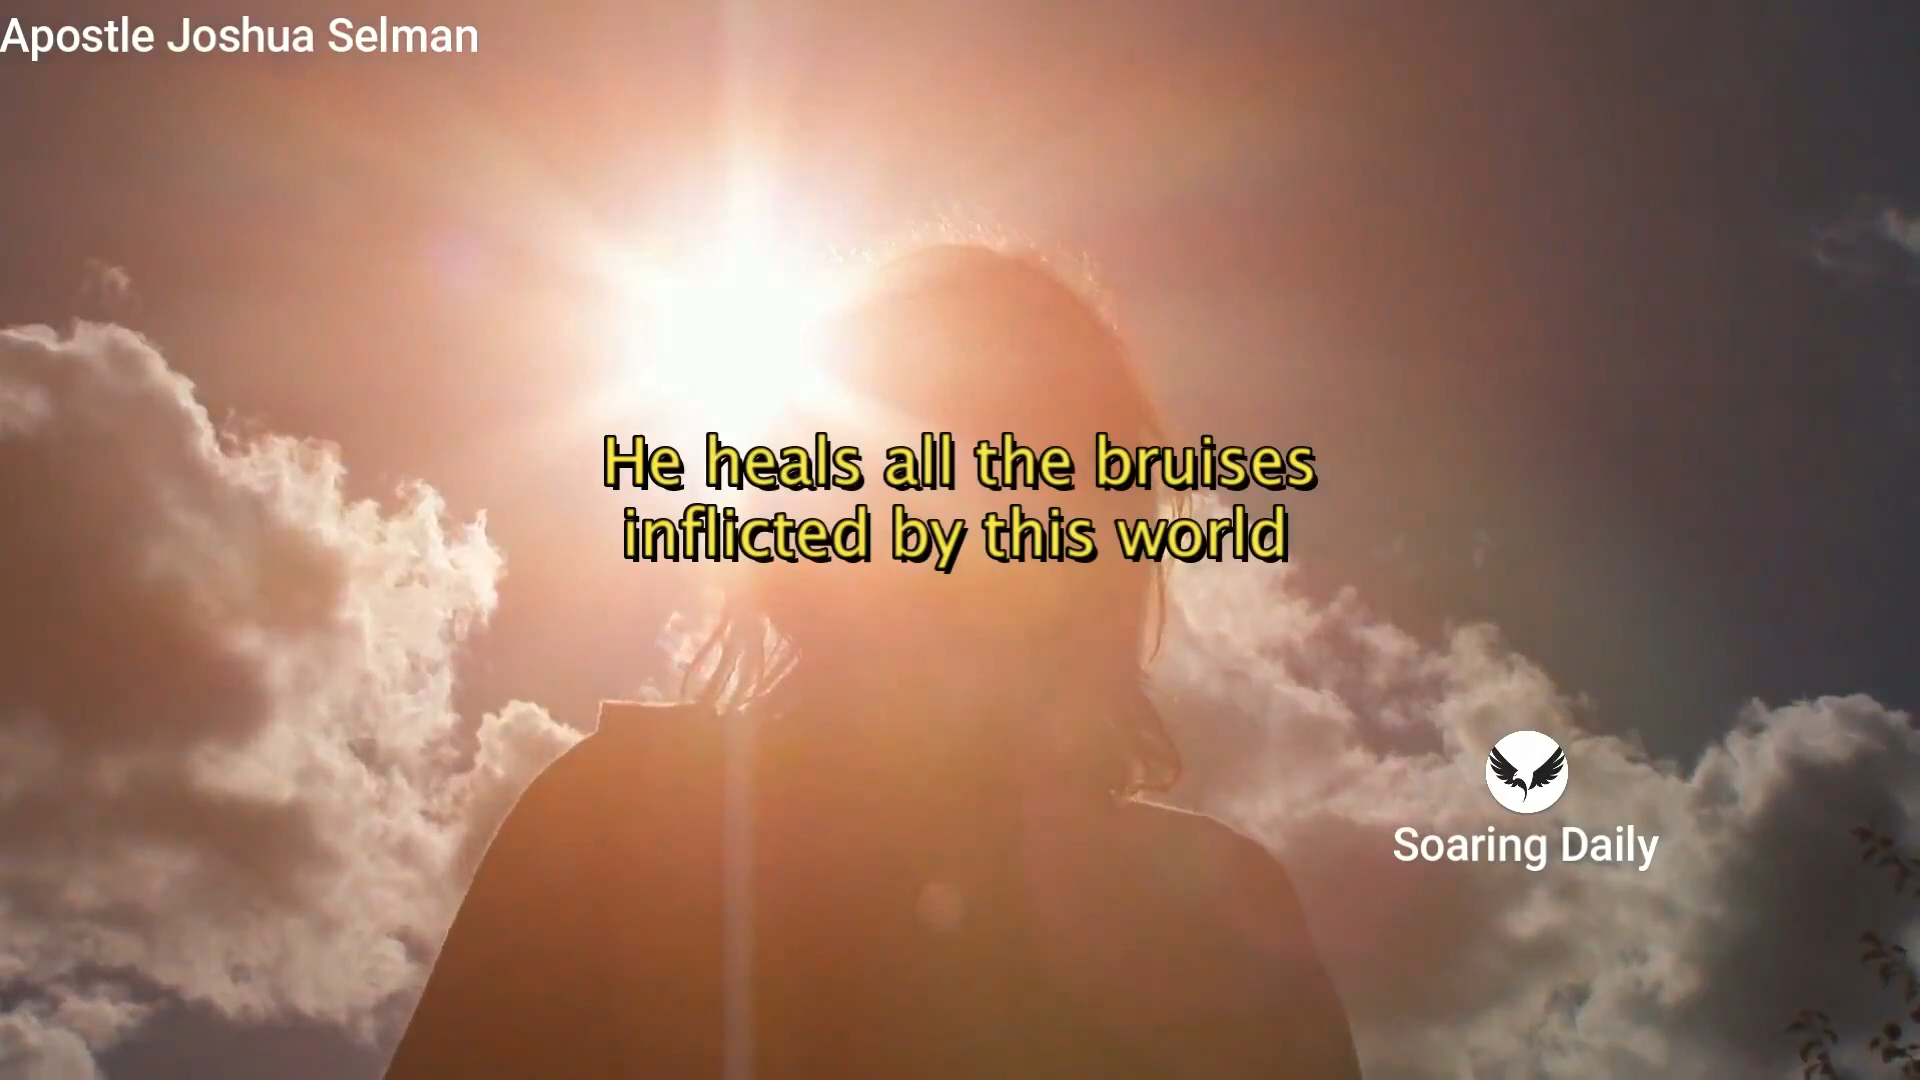 Apostle Joshua Selman
He heals all the bruises
inflicted by this world
Soaring Daily